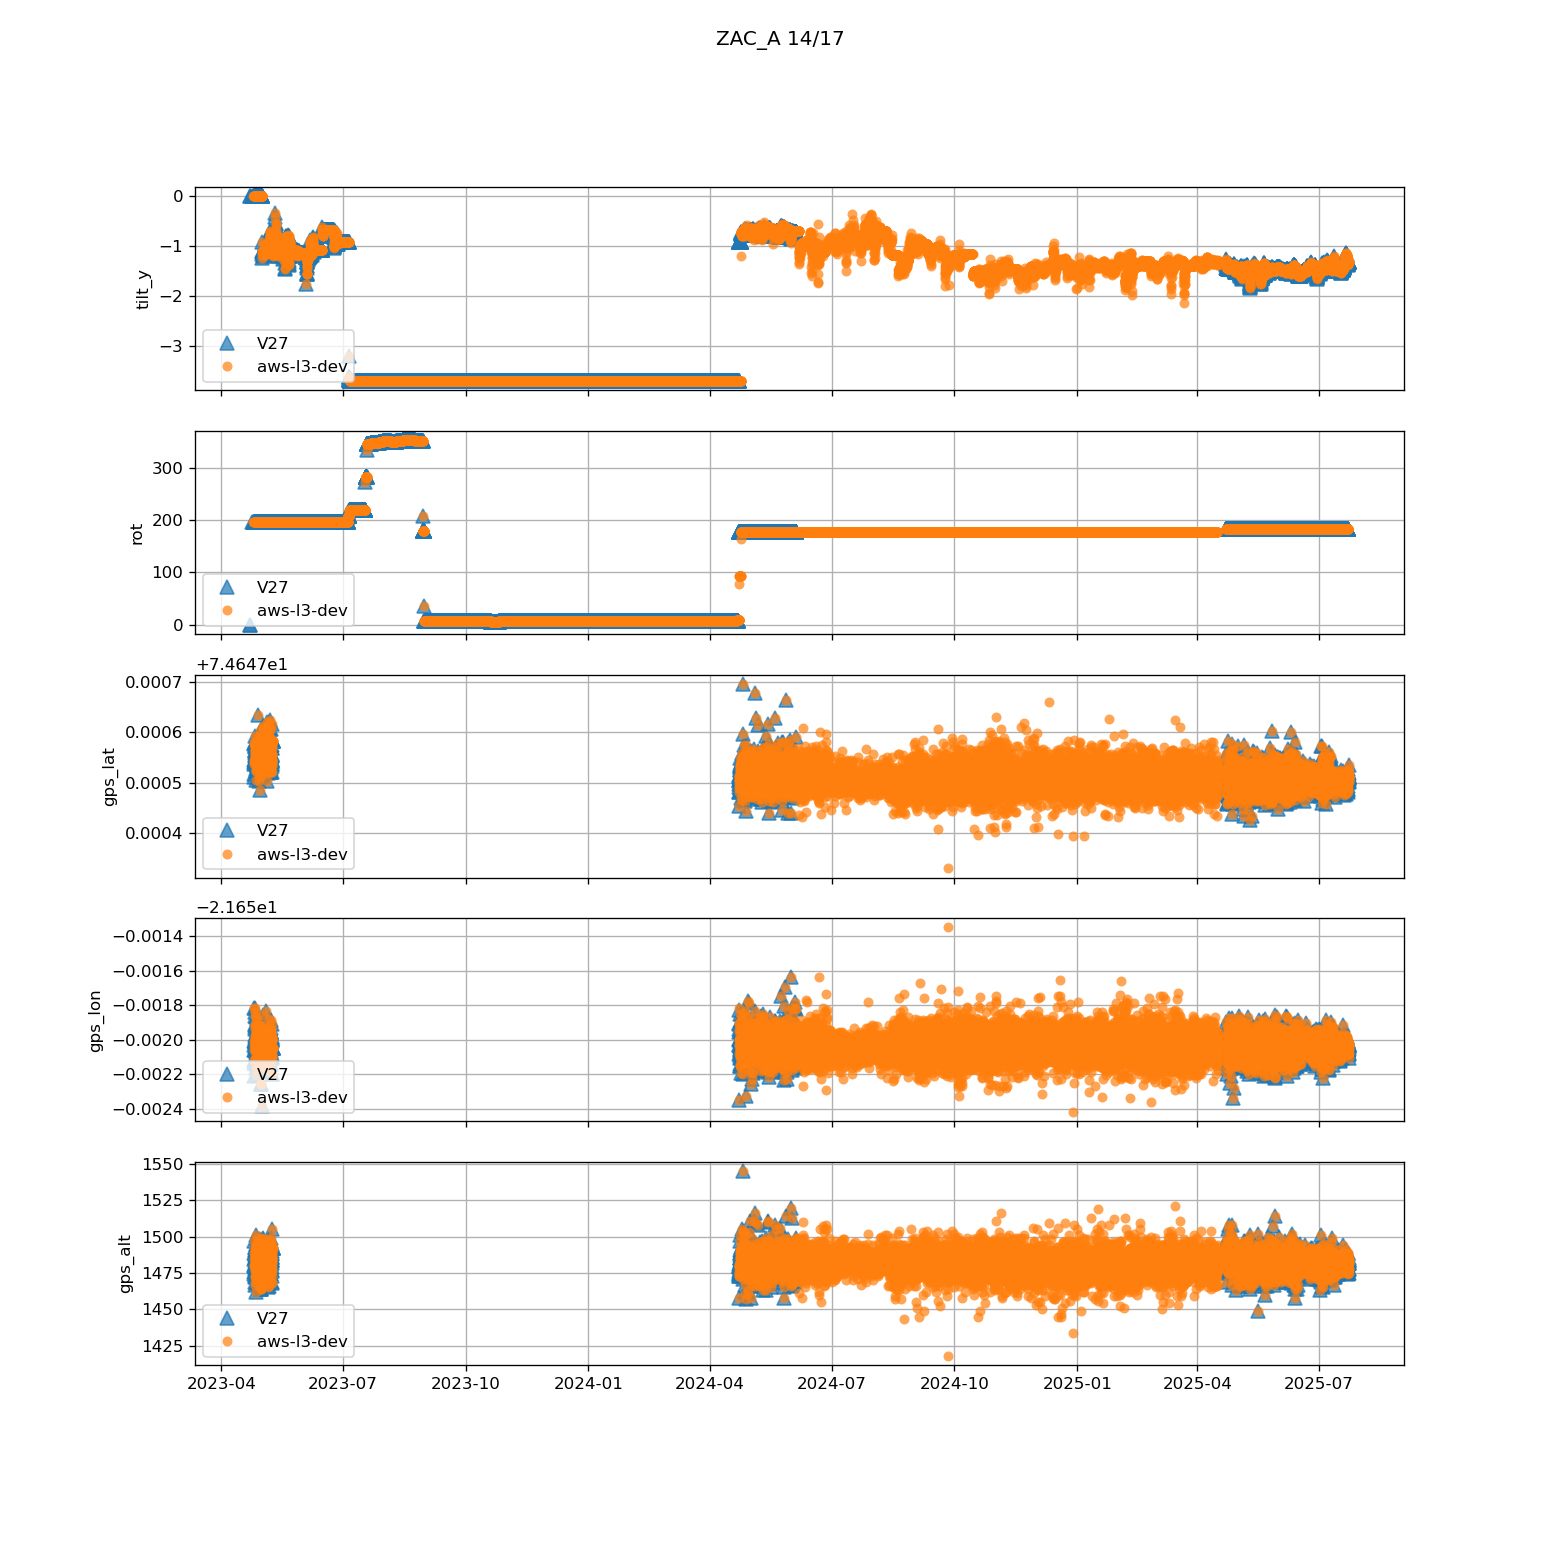 ZAC_A 14/17
0
−1
−2
−3
tilt_y
V27
aws-l3-dev
300
200
100
0
rot
V27
aws-l3-dev
+7.4647e1
0.0007
0.0006
0.0005
0.0004
gps_lat
V27
aws-l3-dev
−2.165e1
−0.0014
−0.0016
−0.0018
−0.0020
−0.0022
−0.0024
gps_lon
V27
aws-l3-dev
1550
1525
1500
1475
1450
1425
gps_alt
V27
aws-l3-dev
2023-04 2023-07 2023-10 2024-01 2024-04 2024-07 2024-10 2025-01 2025-04 2025-07